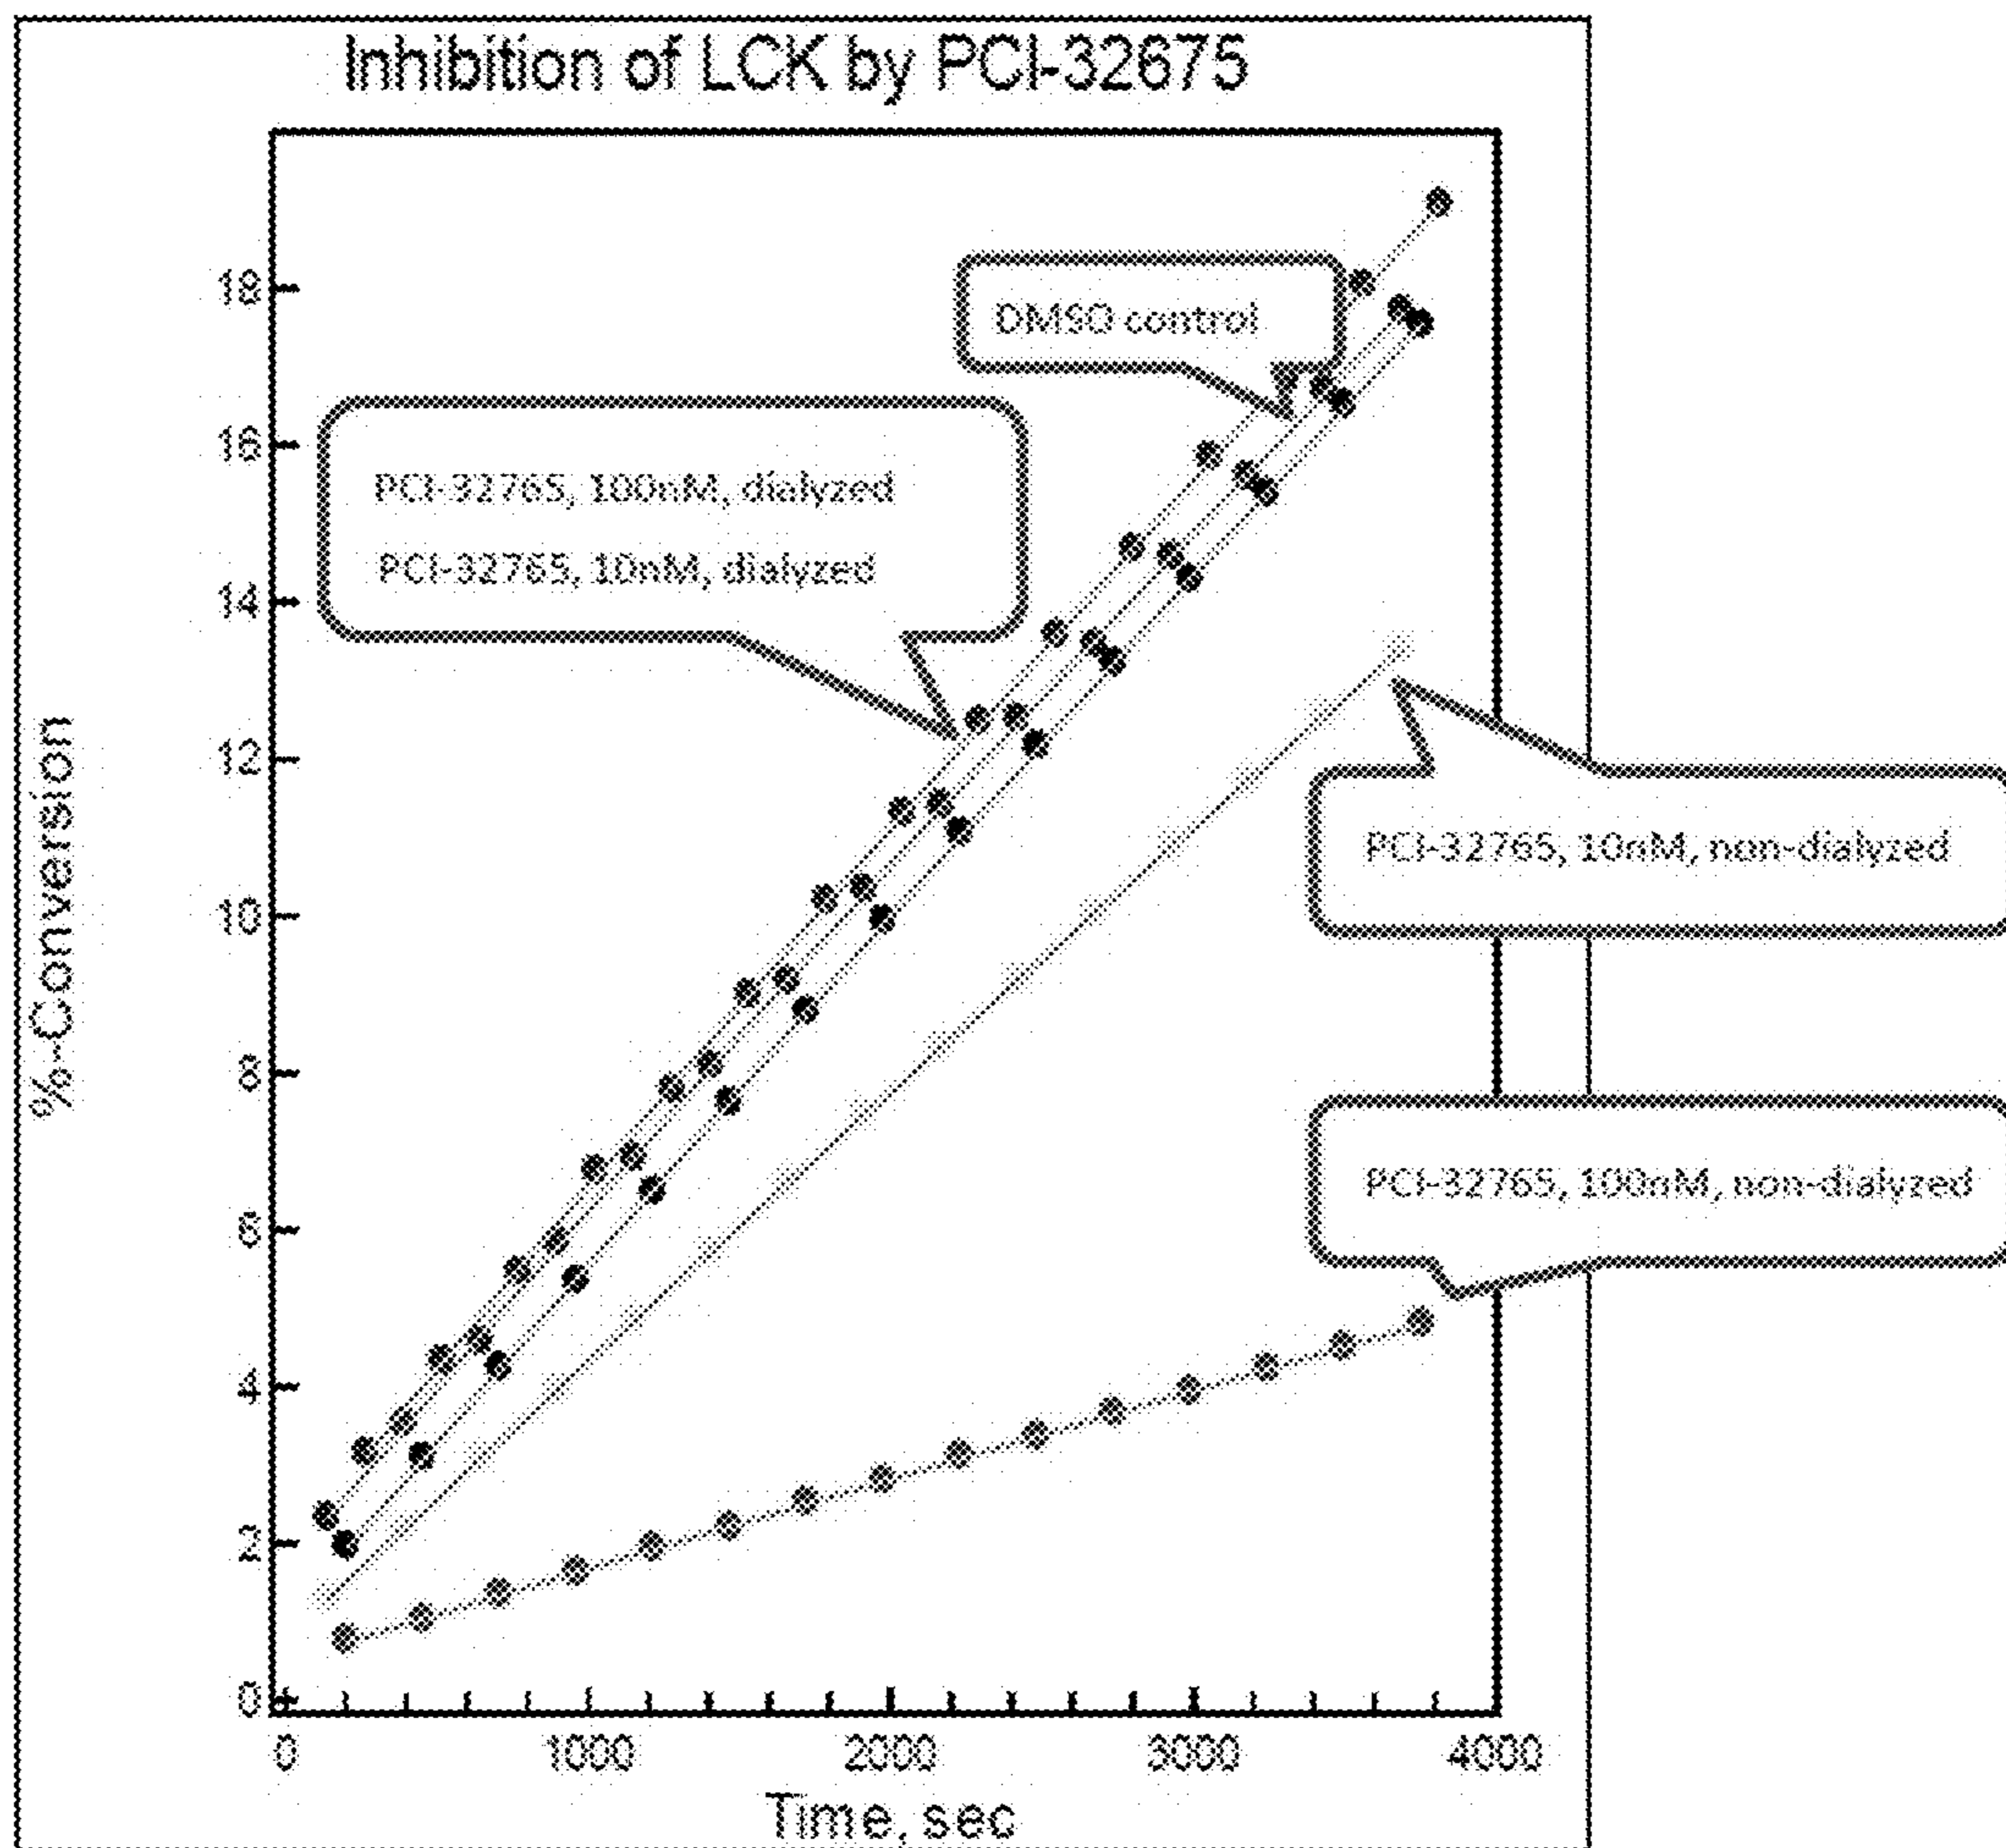 Inhibition of LCK by PCI-32675
DMSO control
PCI-32765, 100nM, dialyzed
PCI-32765, 10nM, dialyzed
PCI-32765, 10nM, non-dialyzed
PCI-32765, 100nM, non-dialyzed
%-Conversion
18
16
14
12
10
8
6
4
2
0
0 1000 2000 3000 4000
Time, sec